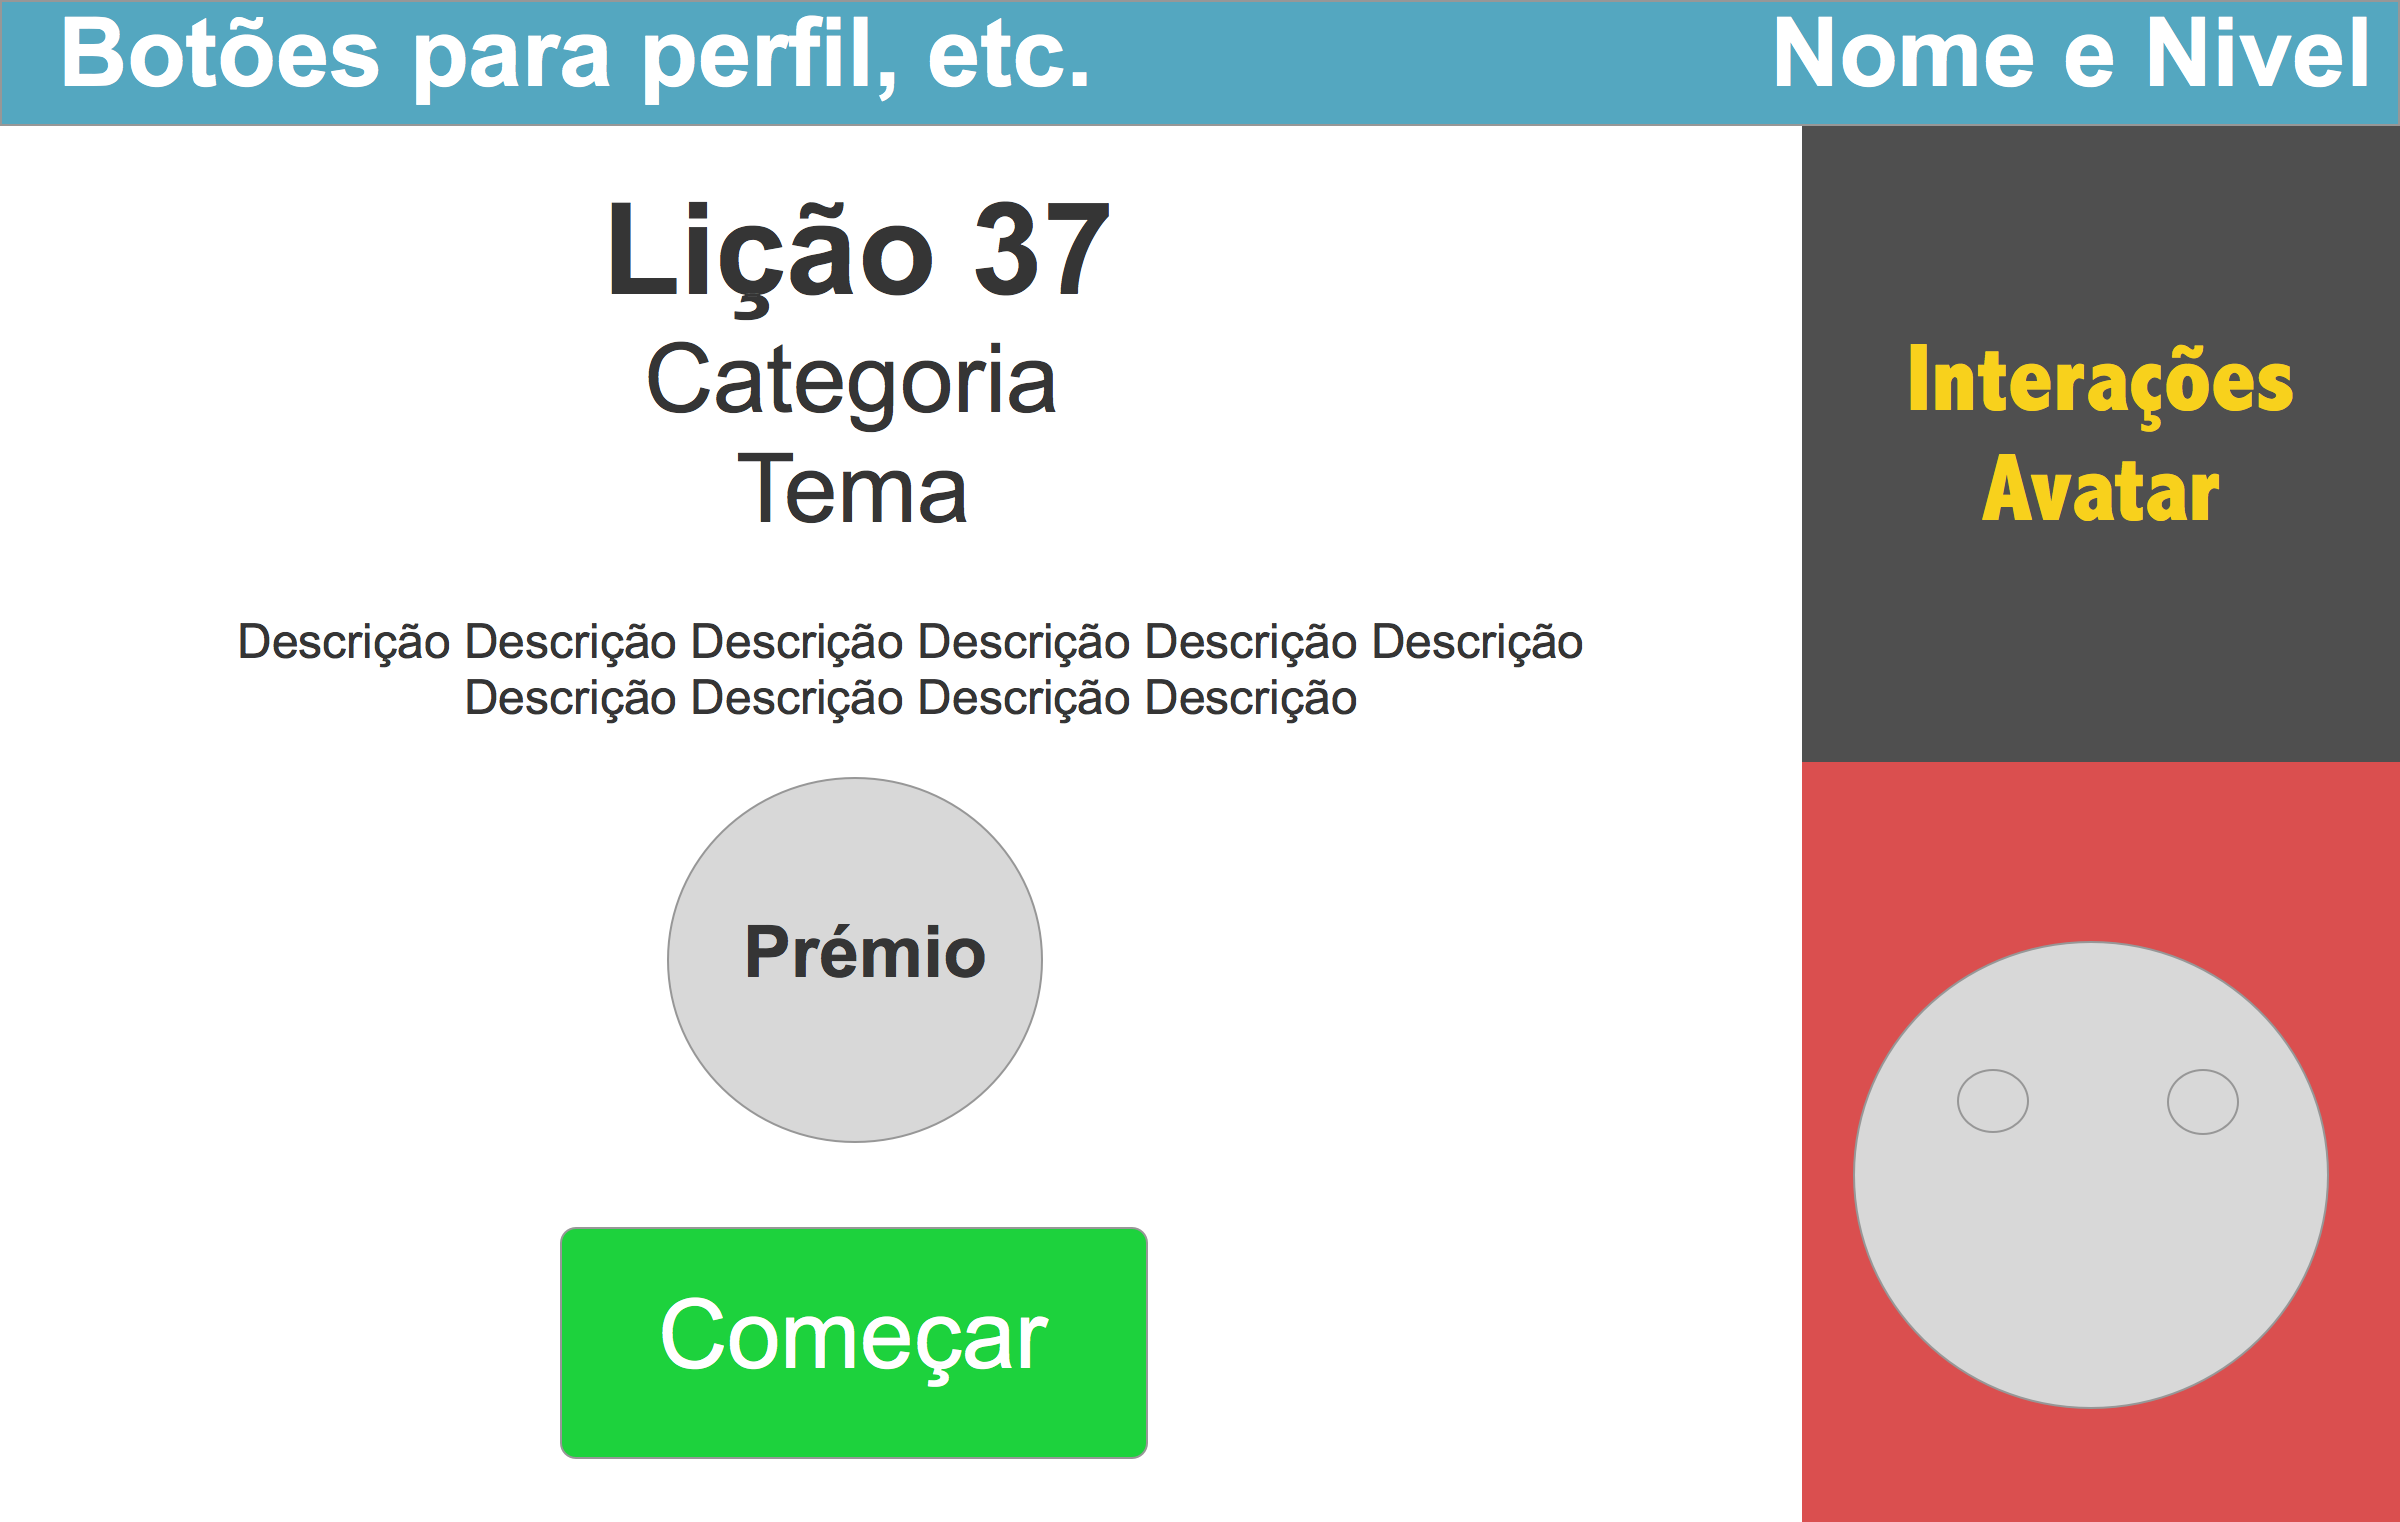 Botões para perfil, etc.
Nome e Nivel
Lição 37
Categoria
Tema
Descrição Descrição Descrição Descrição Descrição Descrição
Descrição Descrição Descrição Descrição
Prémio
Começar
Interações
Avatar